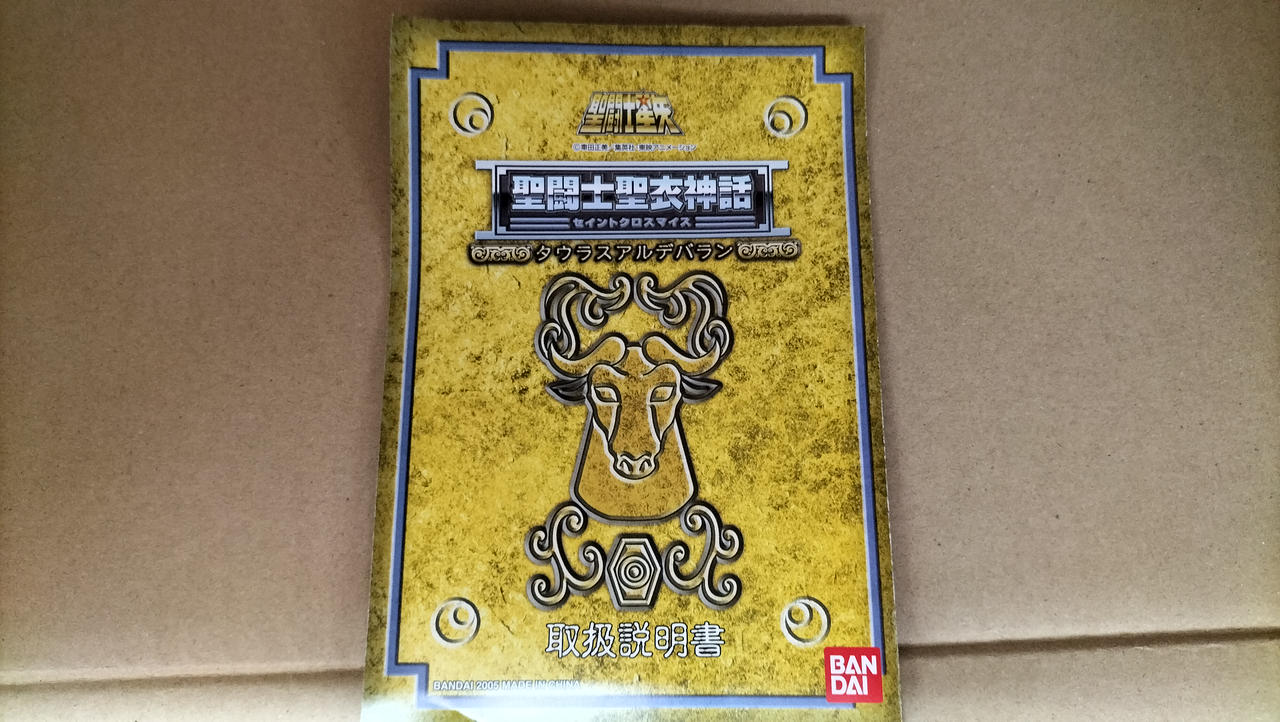 聖闘士星矢
©車田正美／集英社、東映アニメーション
聖闘士聖衣神話
セイントクロスマイス
タウラスアルデバラン
取扱説明書
BANDAI 2005 MADE IN CHINA
BAN
DAI